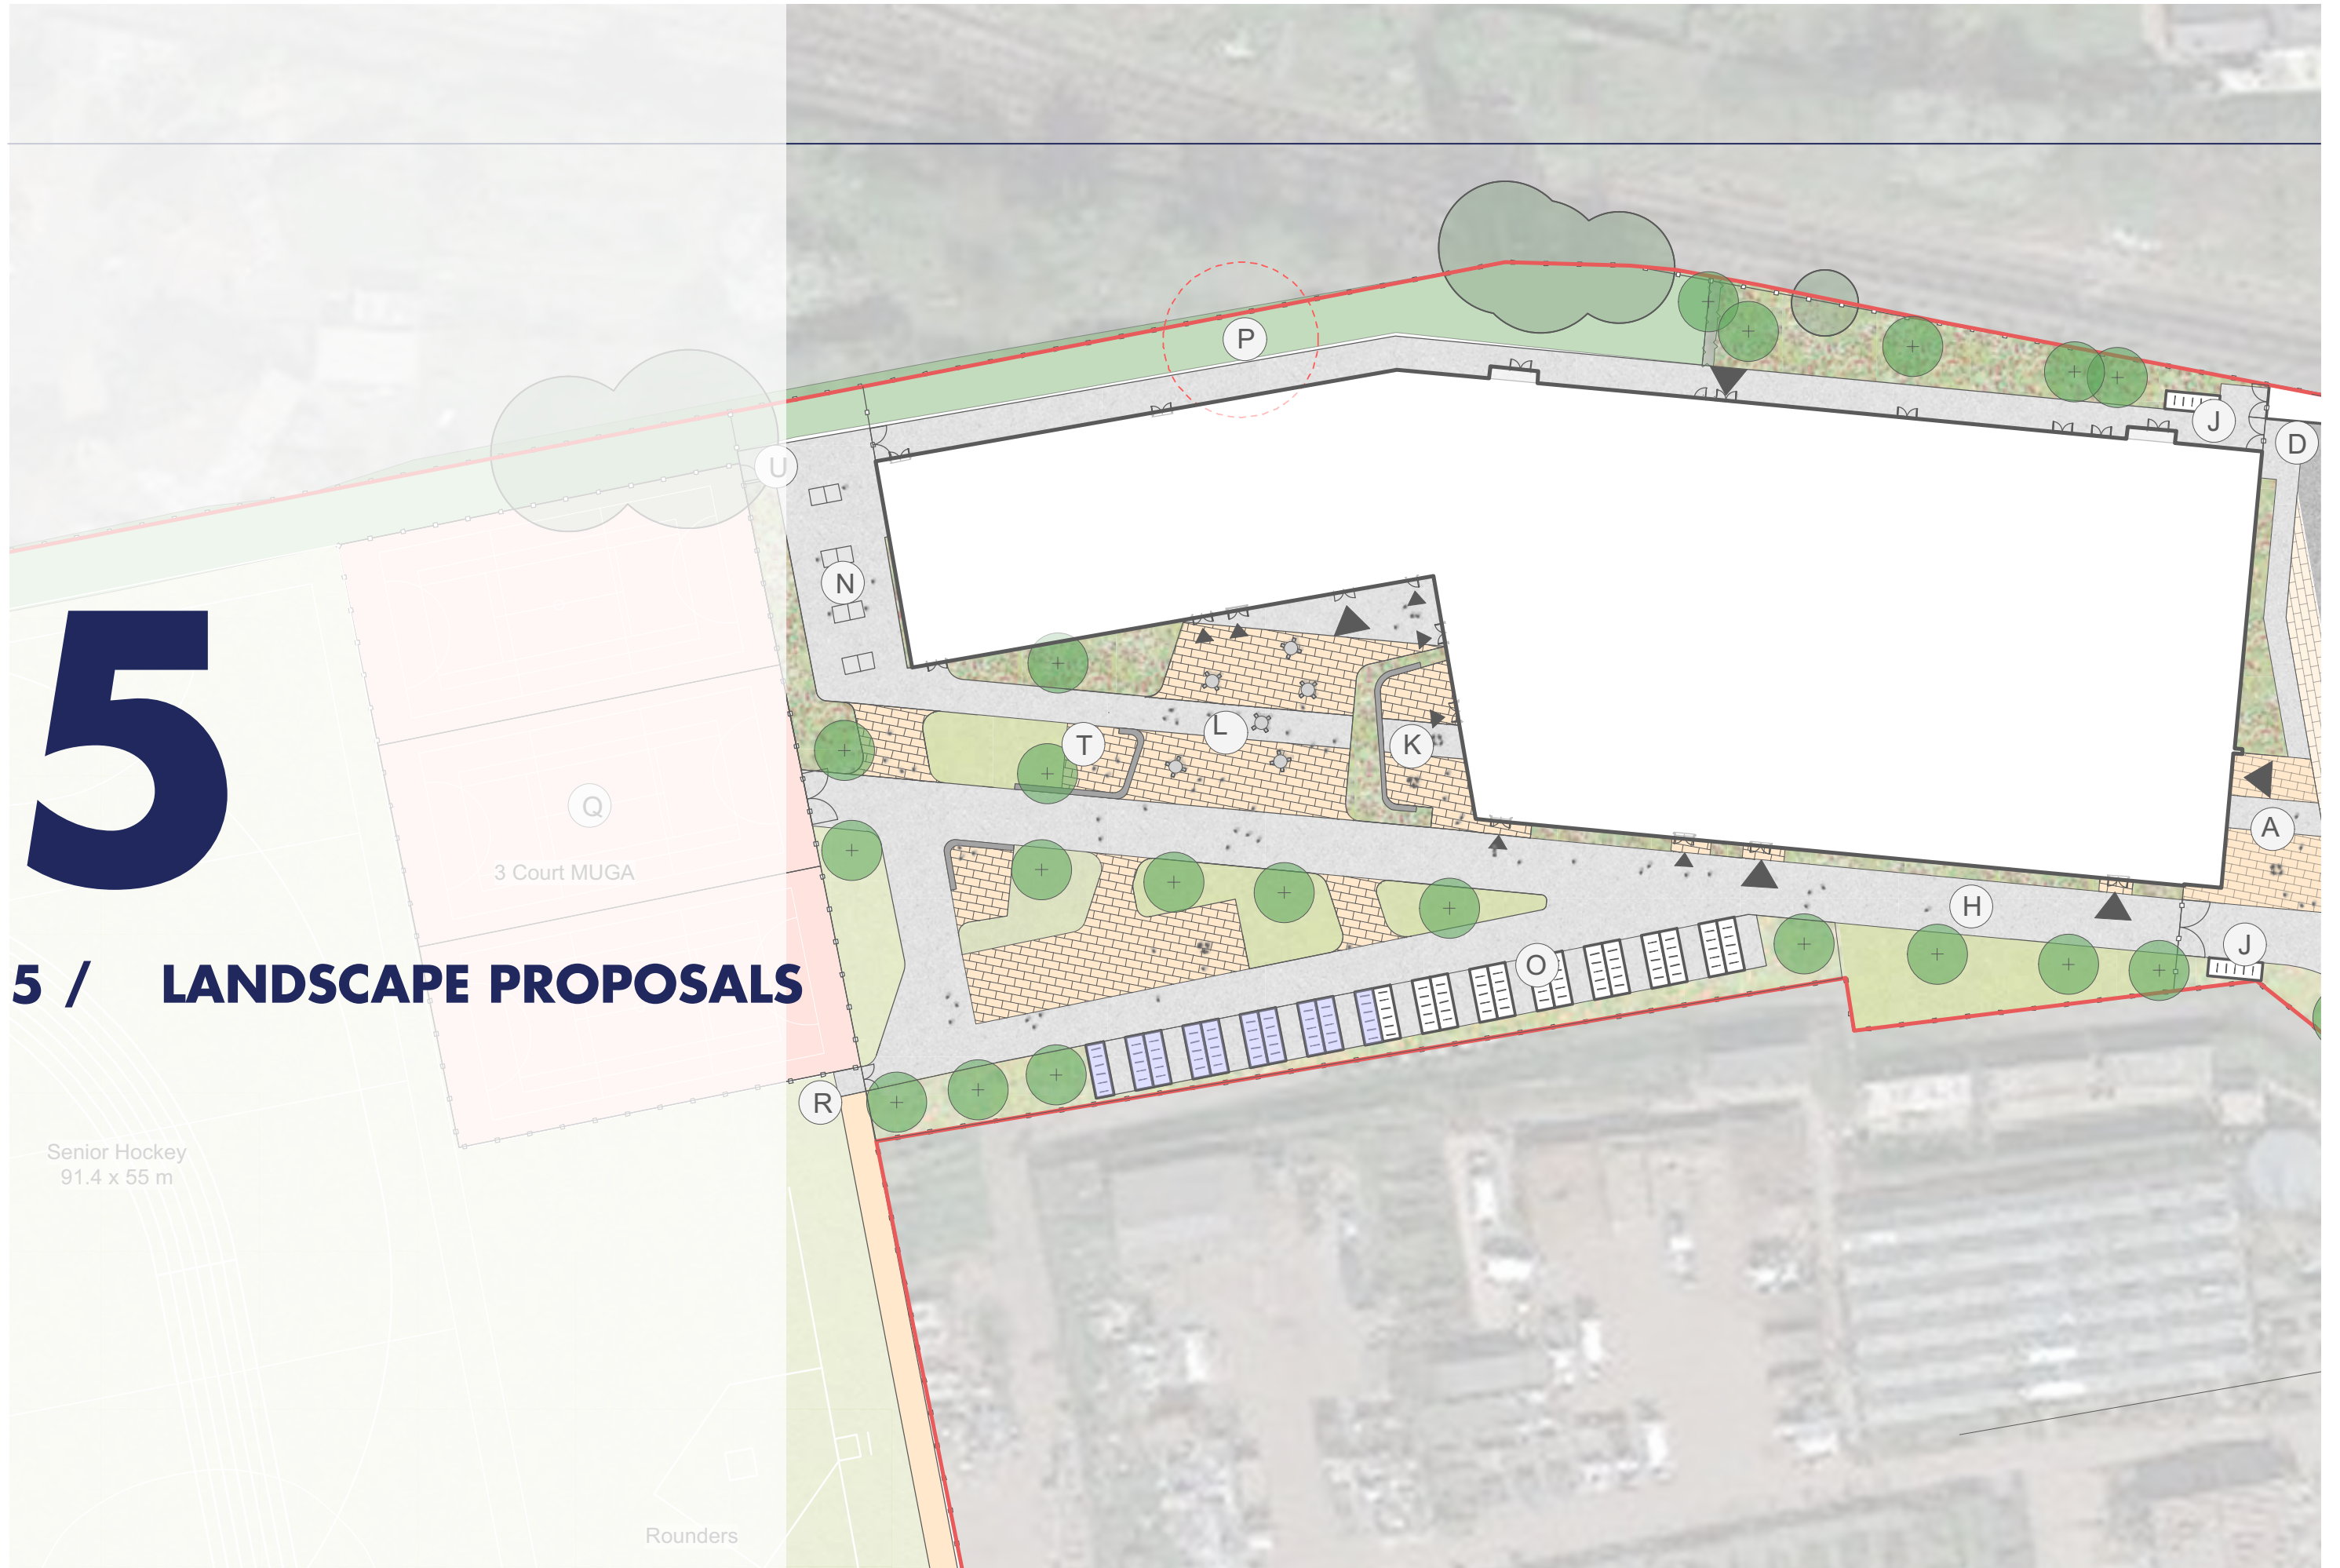 P
J
D
U
N
L
T
K
Q
A
3 Court MUGA
H
J
O
5
5 / LANDSCAPE PROPOSALS
R
Senior Hockey
91.4 x 55 m
Rounders